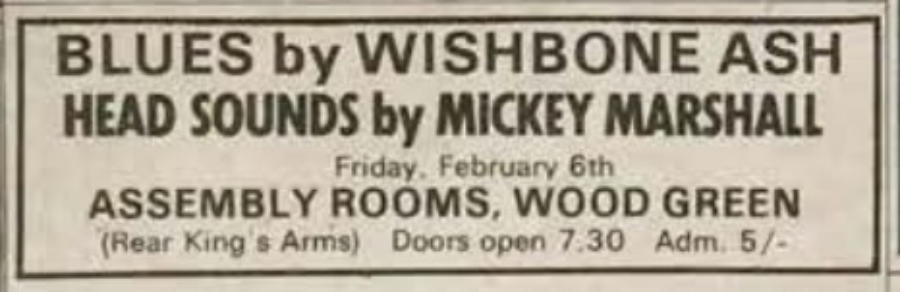 BLUES by WISHBONE ASH
HEAD SOUNDS by MICKEY MARSHALL
Friday, February 6th
ASSEMBLY ROOMS, WOOD GREEN
(Rear King's Arms) Doors open 7.30 Adm. 5/-